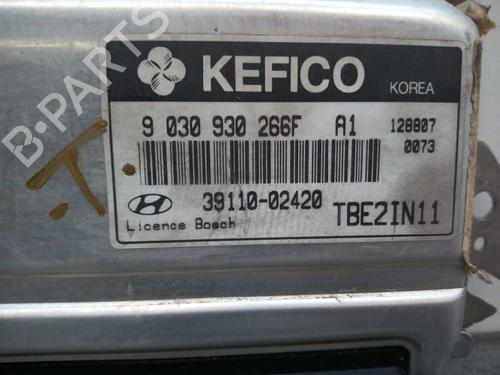 KEFICO KOREA
9 030 930 266F A1 128807
0073
39110-02420
Licence Bosch TBE2IN11
T.
B-PARTS